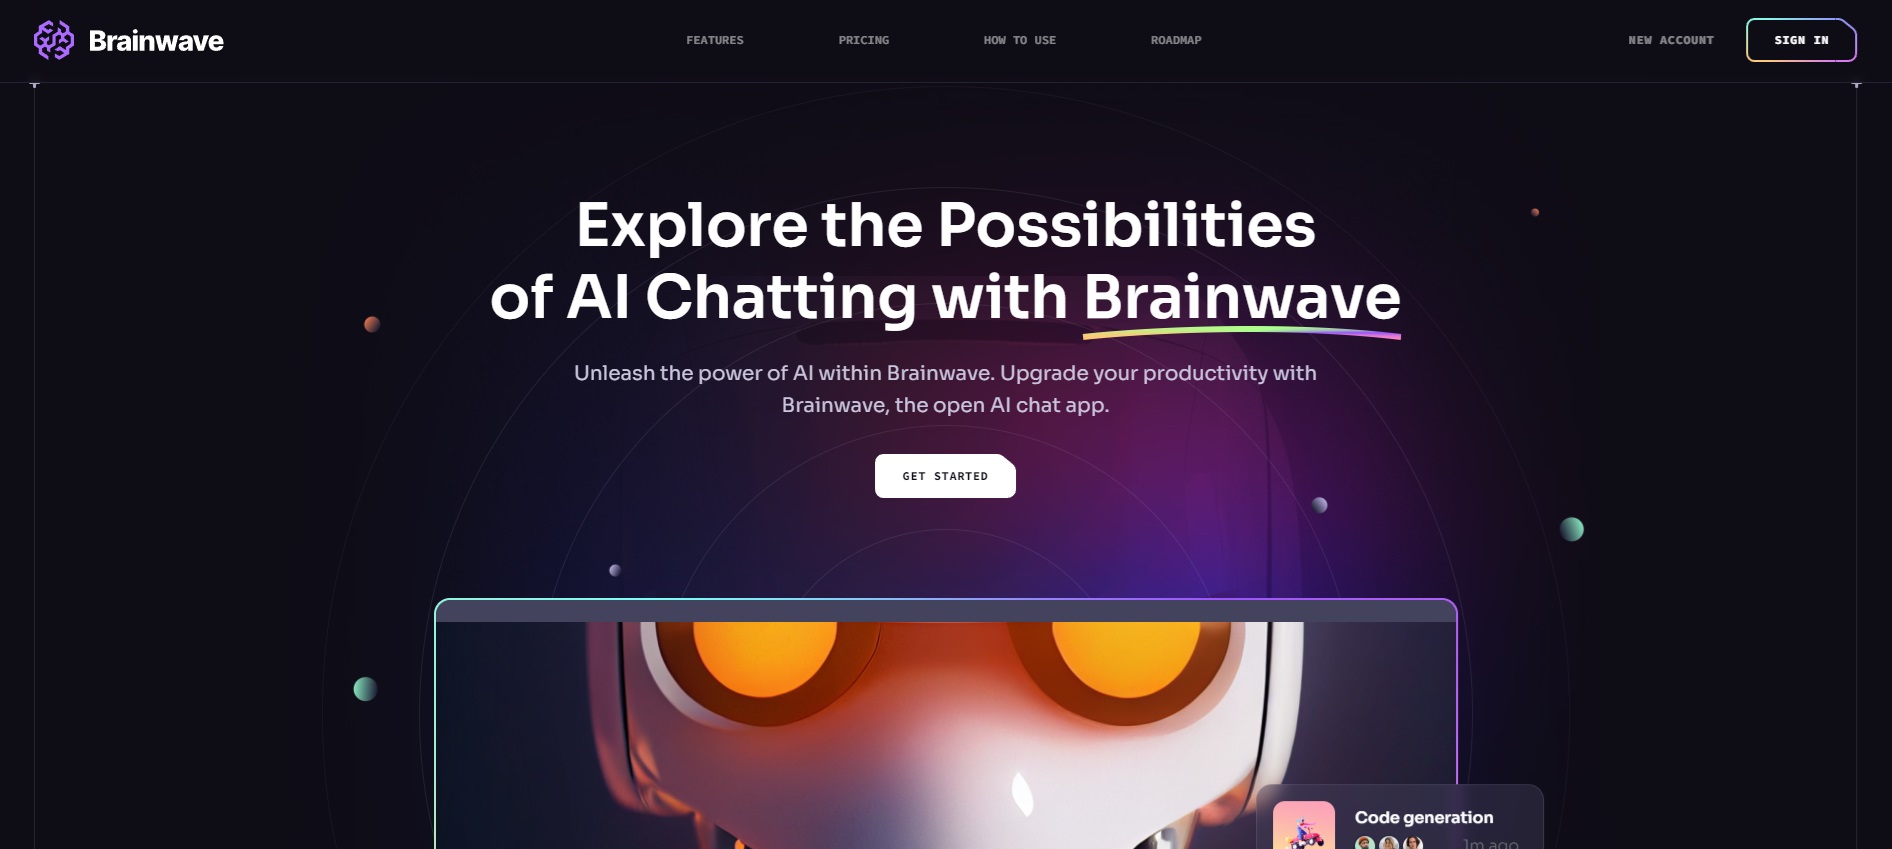 Brainwave
FEATURES
PRICING
HOW TO USE
ROADMAP
NEW ACCOUNT
SIGN IN
Explore the Possibilities
of AI Chatting with Brainwave
Unleash the power of AI within Brainwave. Upgrade your productivity with
Brainwave, the open AI chat app.
GET STARTED
Code generation
1m ago